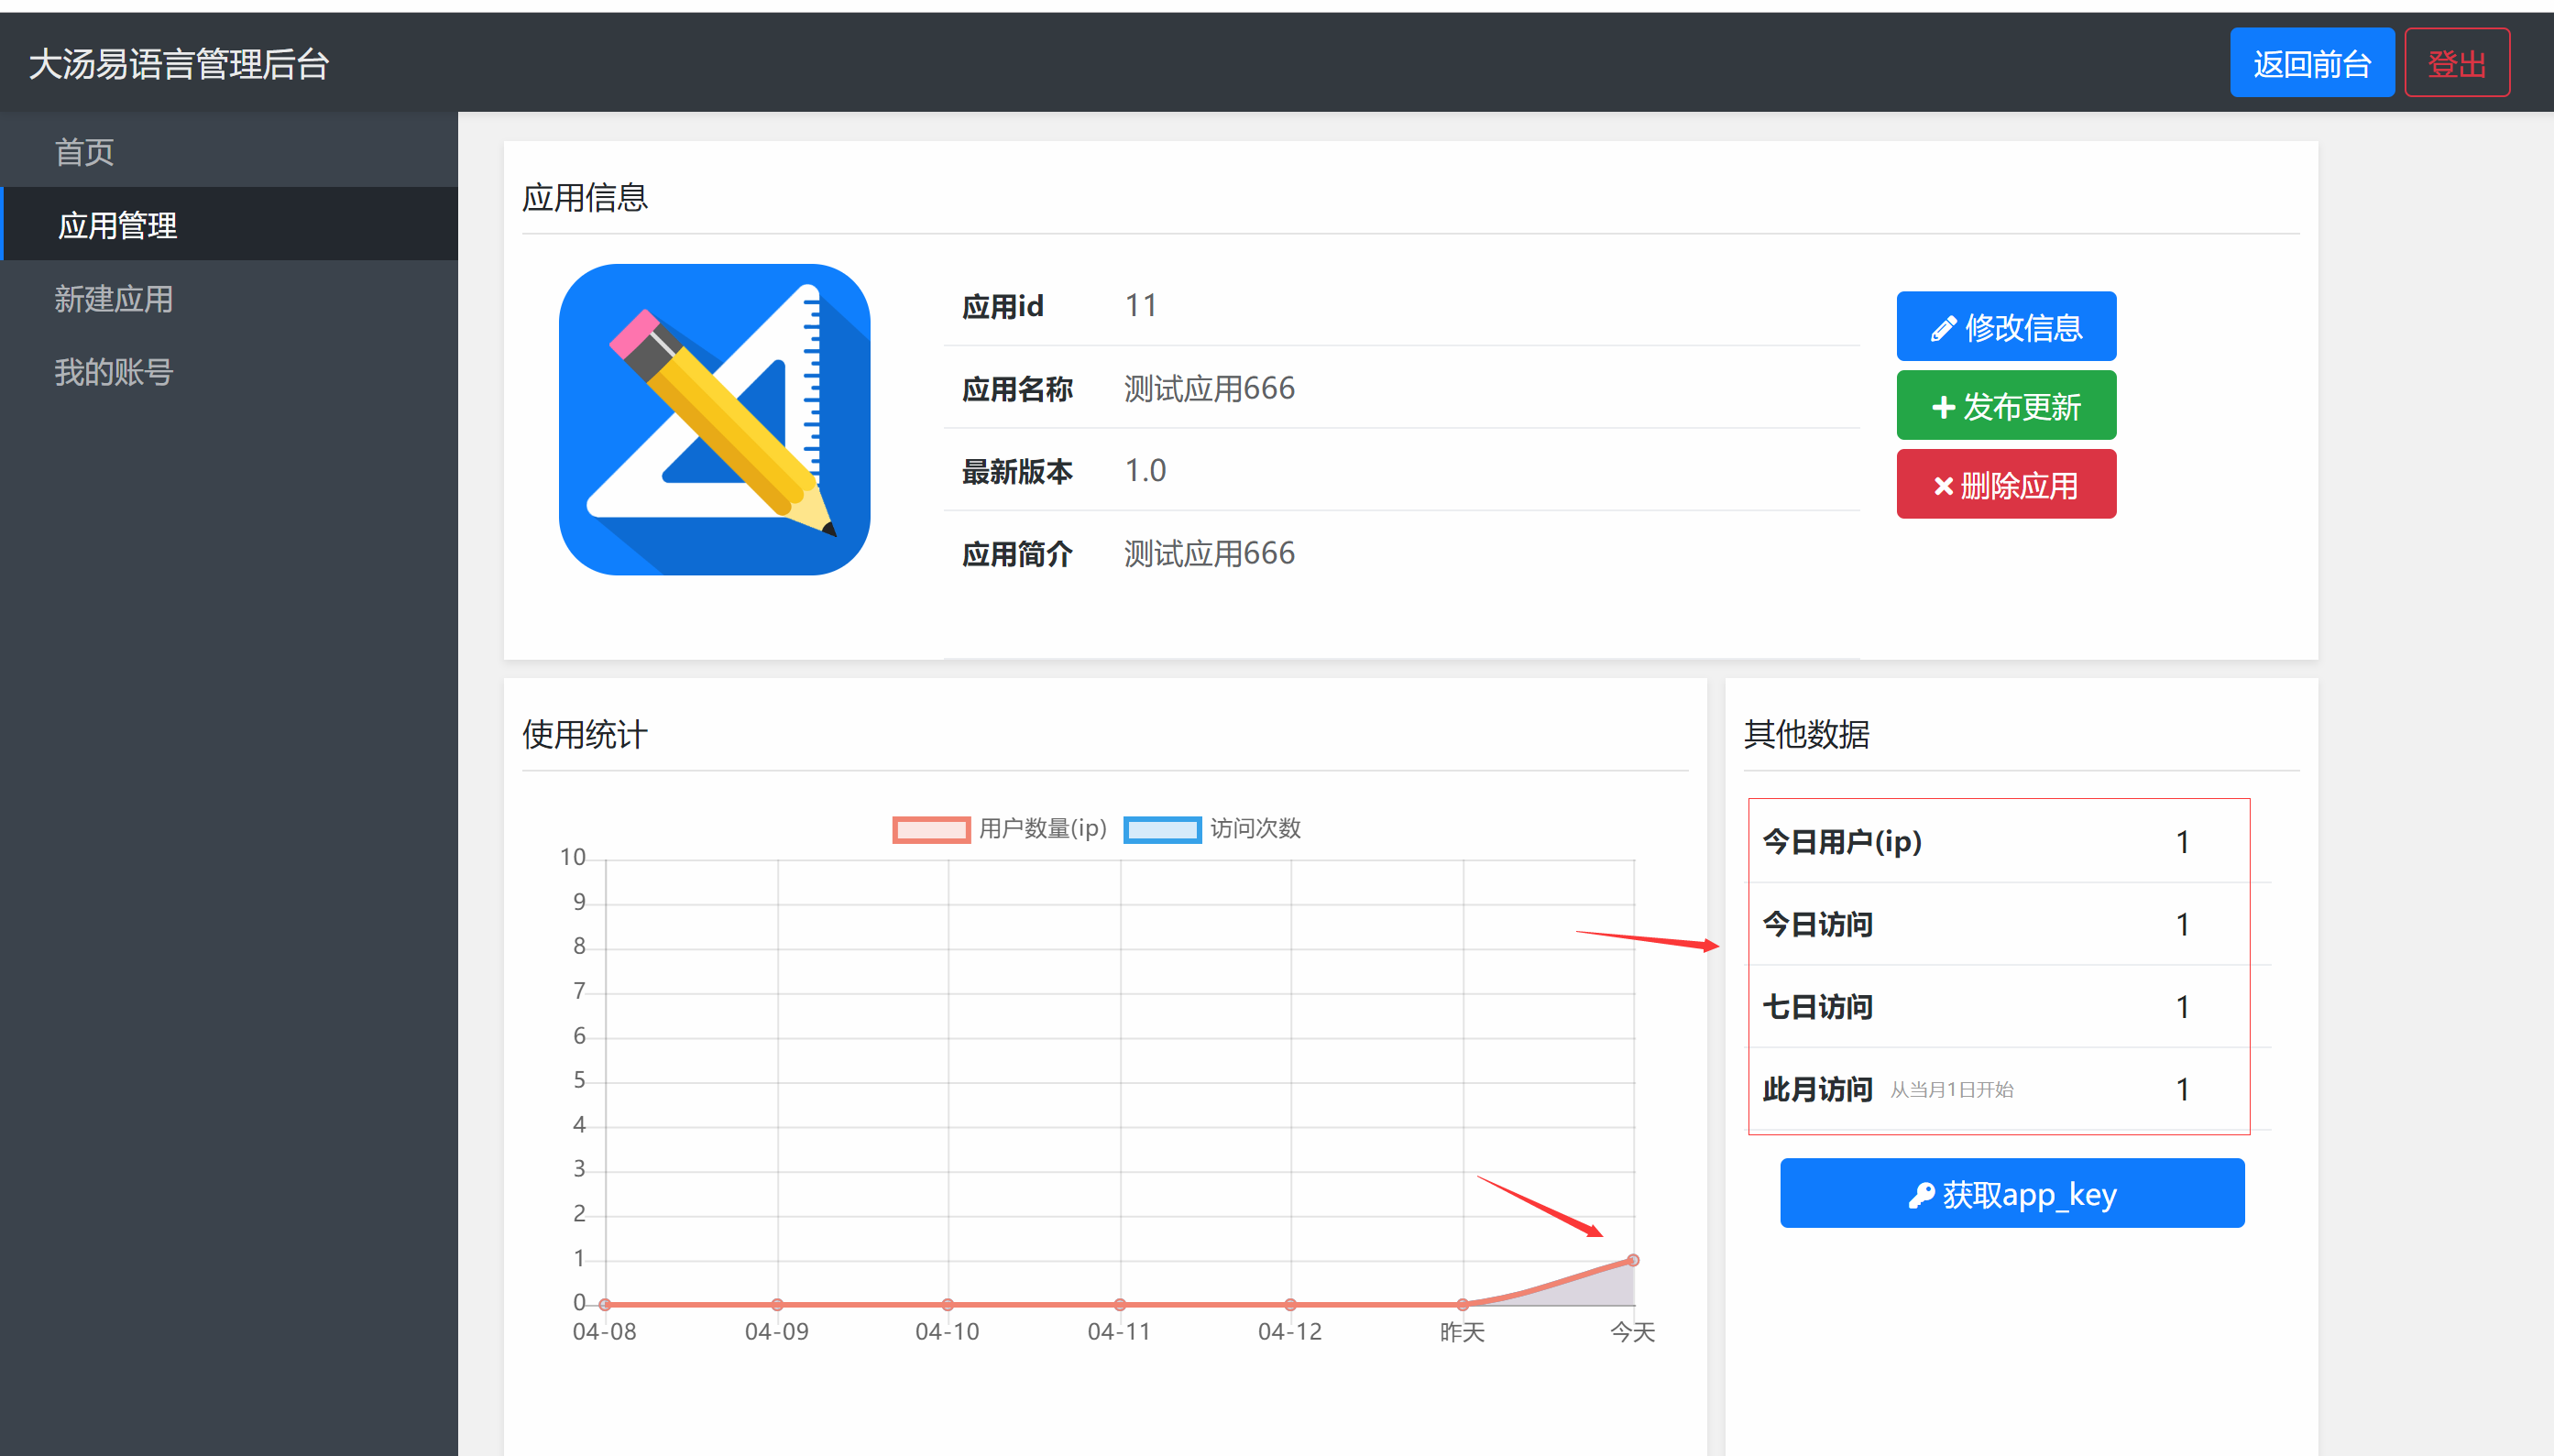 大汤易语言管理后台
返回前台
登出
首页
应用管理
新建应用
我的账号
应用信息
应用id 11
应用名称 测试应用666
最新版本 1.0
应用简介 测试应用666
修改信息
发布更新
删除应用
使用统计
用户数量(ip) 访问次数
10
9
8
7
6
5
4
3
2
1
0
04-08 04-09 04-10 04-11 04-12 昨天 今天
其他数据
今日用户(ip) 1
今日访问 1
七日访问 1
此月访问 从当月1日开始 1
获取app_key